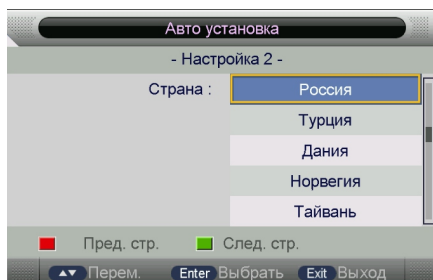 Авто установка
- Настройка 2 -
Страна : Россия
Турция
Дания
Норвегия
Тайвань
Пред. стр. След. стр.
Перем. Enter Выбрать Exit Выход